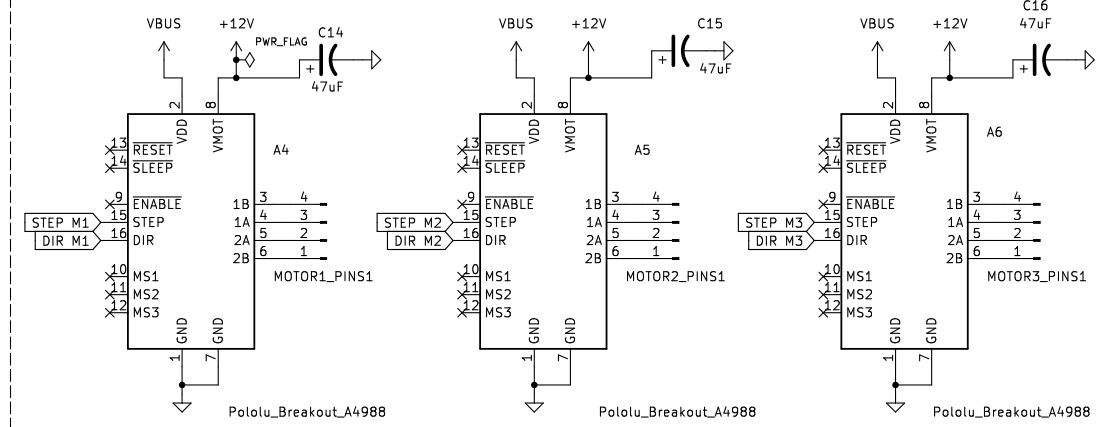 VBUS +12V PWR_FLAG C14
+ 47uF
2 8
VDD VMOT
A4
13 RESET
14 SLEEP
9 ENABLE 1B 3 4
STEP M1 15 STEP 1A 4 3
DIR M1 16 DIR 2A 5 2
2B 6 1
10 MS1 MOTOR1_PINS1
11 MS2
12 MS3
GND GND
1 7
Pololu_Breakout_A4988
VBUS +12V C15
+ 47uF
2 8
VDD VMOT
A5
13 RESET
14 SLEEP
9 ENABLE 1B 3 4
STEP M2 15 STEP 1A 4 3
DIR M2 16 DIR 2A 5 2
2B 6 1
10 MS1 MOTOR2_PINS1
11 MS2
12 MS3
GND GND
1 7
Pololu_Breakout_A4988
C16
VBUS +12V 47uF
+
2 8
VDD VMOT
A6
13 RESET
14 SLEEP
9 ENABLE 1B 3 4
STEP M3 15 STEP 1A 4 3
DIR M3 16 DIR 2A 5 2
2B 6 1
10 MS1 MOTOR3_PINS1
11 MS2
12 MS3
GND GND
1 7
Pololu_Breakout_A4988